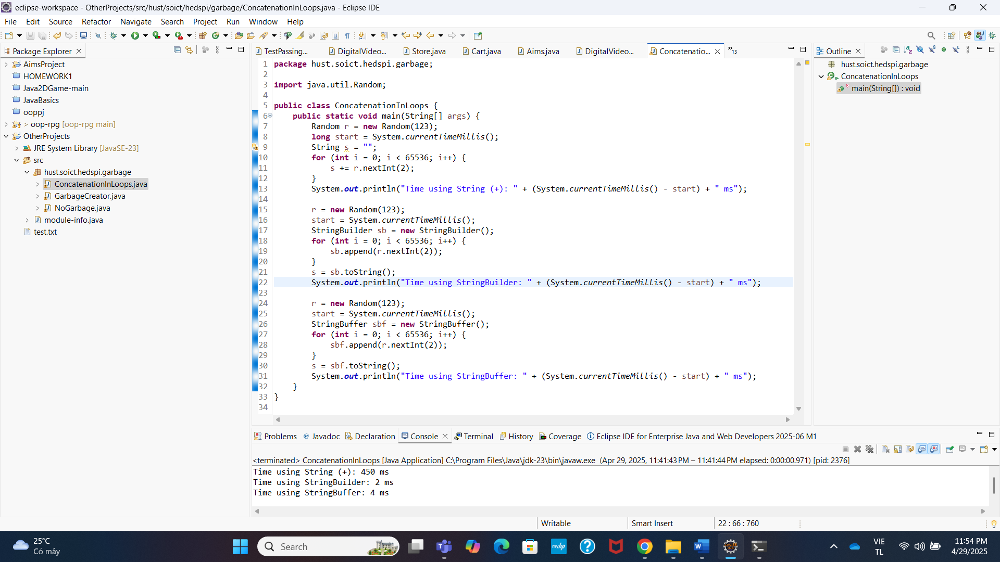 eclipse-workspace - OtherProjects/src/hust/soict/hedspi/garbage/ConcatenationInLoops.java - Eclipse IDE
File Edit Source Refactor Navigate Search Project Run Window Help
Package Explorer
AimsProject
HOMEWORK1
Java2DGame-main
JavaBasics
ooppj
> oop-rpg [oop-rpg main]
OtherProjects
JRE System Library [JavaSE-23]
src
hust.soict.hedspi.garbage
ConcatenationInLoops.java
GarbageCreator.java
NoGarbage.java
module-info.java
test.txt
TestPassing... DigitalVideo... Store.java Cart.java Aims.java DigitalVideo... Concatenatio... »13
1 package hust.soict.hedspi.garbage;
2
3 import java.util.Random;
4
5 public class ConcatenationInLoops {
6 public static void main(String[] args) {
7 Random r = new Random(123);
8 long start = System.currentTimeMillis();
9 String s = "";
10 for (int i = 0; i < 65536; i++) {
11 s += r.nextInt(2);
12 }
13 System.out.println("Time using String (+): " + (System.currentTimeMillis() - start) + " ms");
14
15 r = new Random(123);
16 start = System.currentTimeMillis();
17 StringBuilder sb = new StringBuilder();
18 for (int i = 0; i < 65536; i++) {
19 sb.append(r.nextInt(2));
20 }
21 s = sb.toString();
22 System.out.println("Time using StringBuilder: " + (System.currentTimeMillis() - start) + " ms");
23
24 r = new Random(123);
25 start = System.currentTimeMillis();
26 StringBuffer sbf = new StringBuffer();
27 for (int i = 0; i < 65536; i++) {
28 sbf.append(r.nextInt(2));
29 }
30 s = sbf.toString();
31 System.out.println("Time using StringBuffer: " + (System.currentTimeMillis() - start) + " ms");
32 }
33 }
34
Outline
hust.soict.hedspi.garbage
ConcatenationInLoops
main(String[]) : void
Problems @ Javadoc Declaration Console Terminal History Coverage Eclipse IDE for Enterprise Java and Web Developers 2025-06 M1
<terminated> ConcatenationInLoops [Java Application] C:\Program Files\Java\jdk-23\bin\javaw.exe (Apr 29, 2025, 11:41:43 PM – 11:41:44 PM elapsed: 0:00:00.971) [pid: 2376]
Time using String (+): 450 ms
Time using StringBuilder: 2 ms
Time using StringBuffer: 4 ms
Writable Smart Insert 22 : 66 : 760
25°C
Có mây
Search
myhp
VIE
TL
11:54 PM
4/29/2025